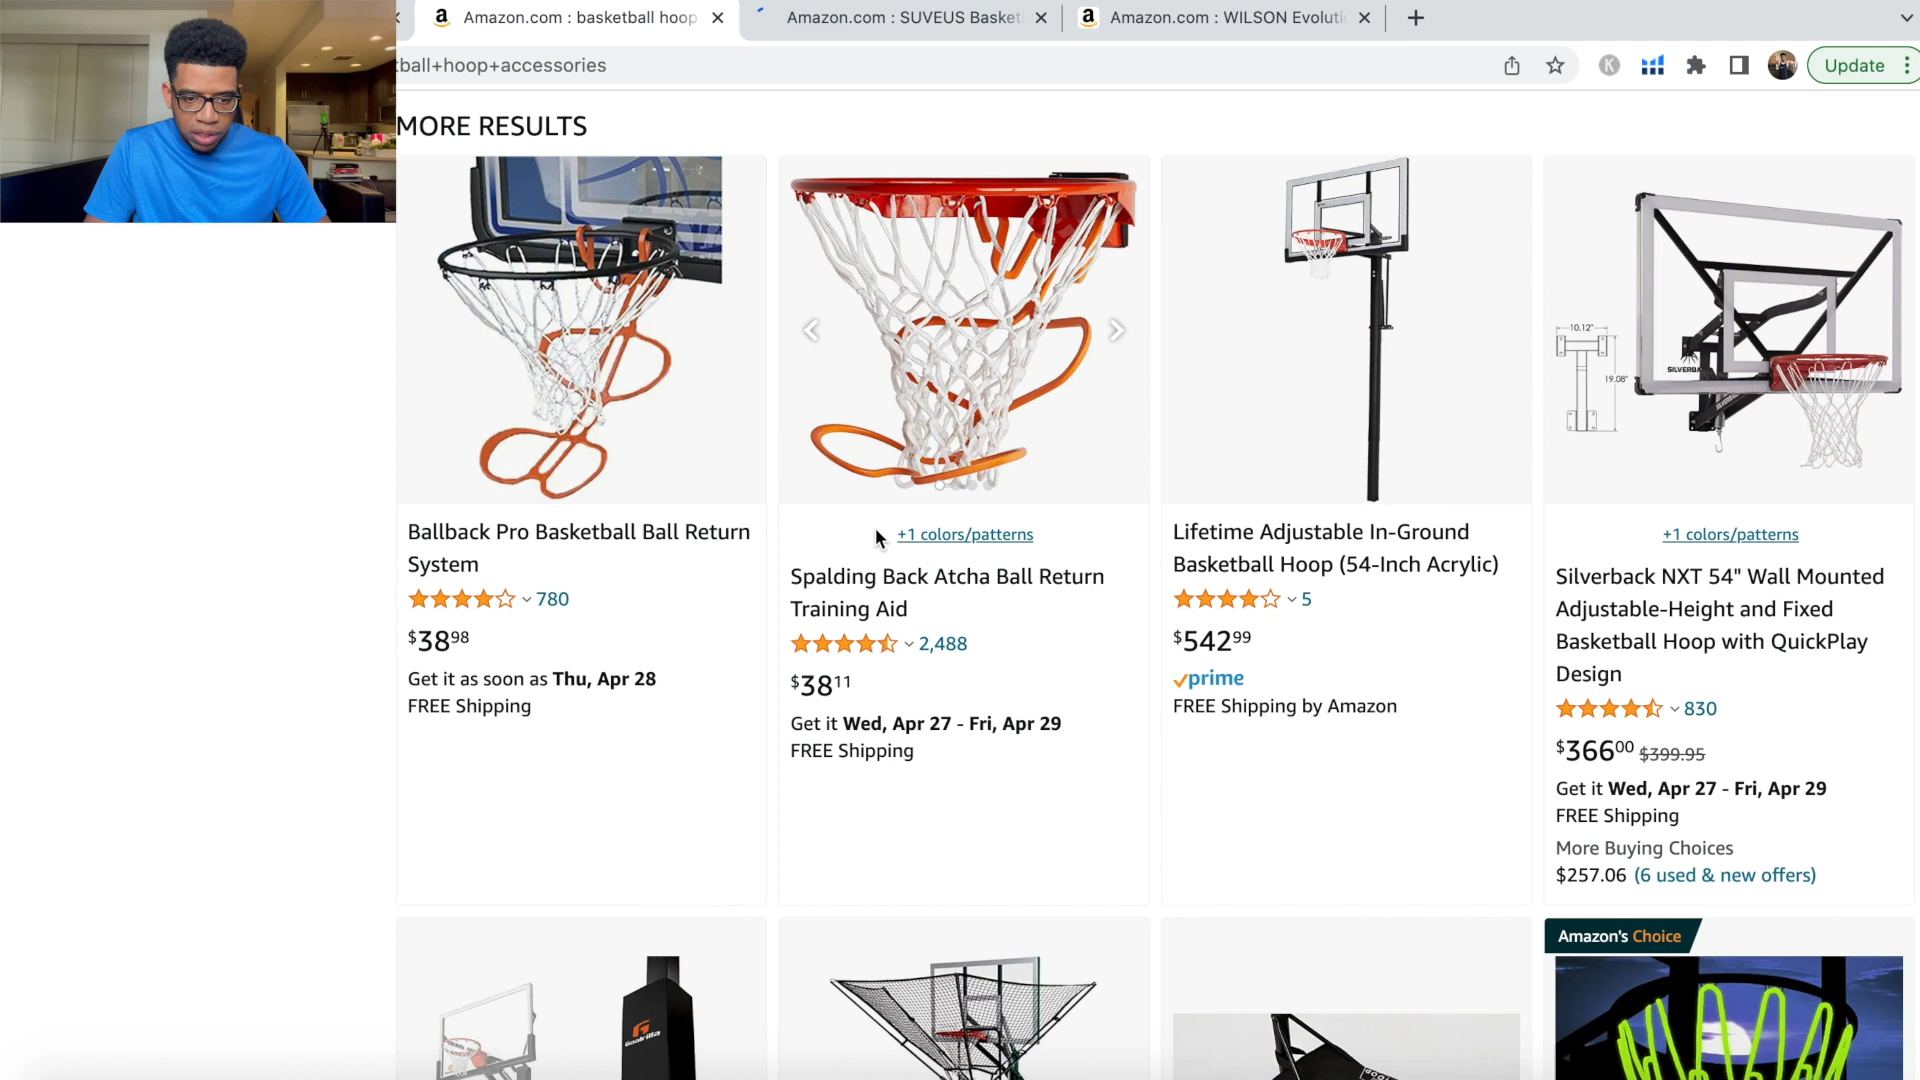 Amazon.com : basketball hoop
Amazon.com : SUVEUS Basket
Amazon.com : WILSON Evoluti
ball+hoop+accessories
K
Update
MORE RESULTS
10.12"
19.08"
SILVERBA
Ballback Pro Basketball Ball Return
System
780
$38 98
Get it as soon as Thu, Apr 28
FREE Shipping
+1 colors/patterns
Spalding Back Atcha Ball Return
Training Aid
2,488
$38 11
Get it Wed, Apr 27 - Fri, Apr 29
FREE Shipping
Lifetime Adjustable In-Ground
Basketball Hoop (54-Inch Acrylic)
5
$542 99
prime
FREE Shipping by Amazon
+1 colors/patterns
Silverback NXT 54" Wall Mounted
Adjustable-Height and Fixed
Basketball Hoop with QuickPlay
Design
830
$366 00 $399.95
Get it Wed, Apr 27 - Fri, Apr 29
FREE Shipping
More Buying Choices
$257.06 (6 used & new offers)
Goalrilla
Amazon's Choice